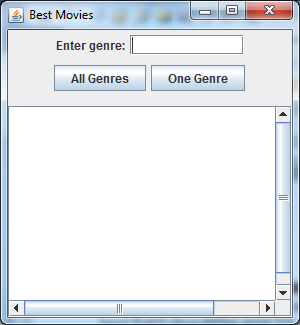 Best Movies
Enter genre:
All Genres One Genre